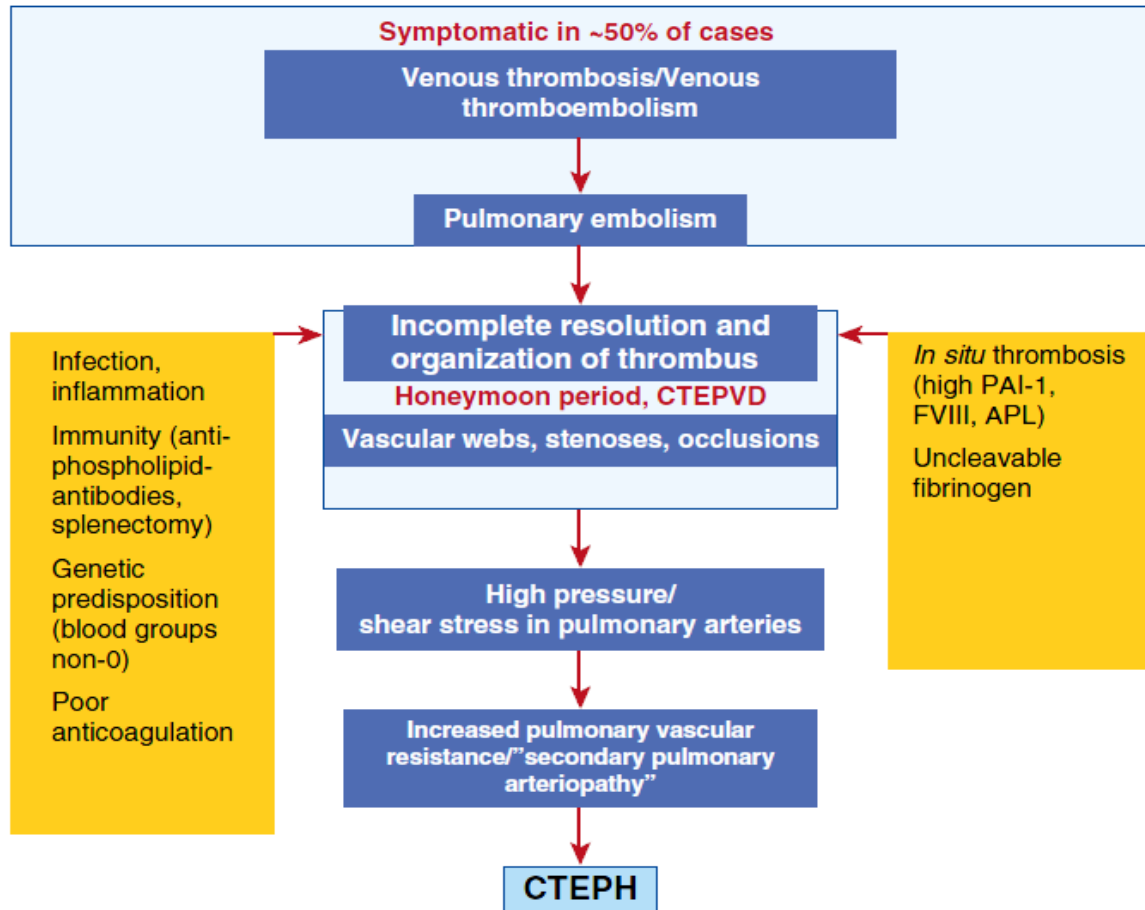 Symptomatic in ~50% of cases
Venous thrombosis/Venous
thromboembolism
Pulmonary embolism
Incomplete resolution and
organization of thrombus
Honeymoon period, CTEPVD
Vascular webs, stenoses, occlusions
Infection,
inflammation
Immunity (anti-
phospholipid-
antibodies,
splenectomy)
Genetic
predisposition
(blood groups
non-0)
Poor
anticoagulation
In situ thrombosis
(high PAI-1,
FVIII, APL)
Uncleavable
fibrinogen
High pressure/
shear stress in pulmonary arteries
Increased pulmonary vascular
resistance/”secondary pulmonary
arteriopathy”
CTEPH